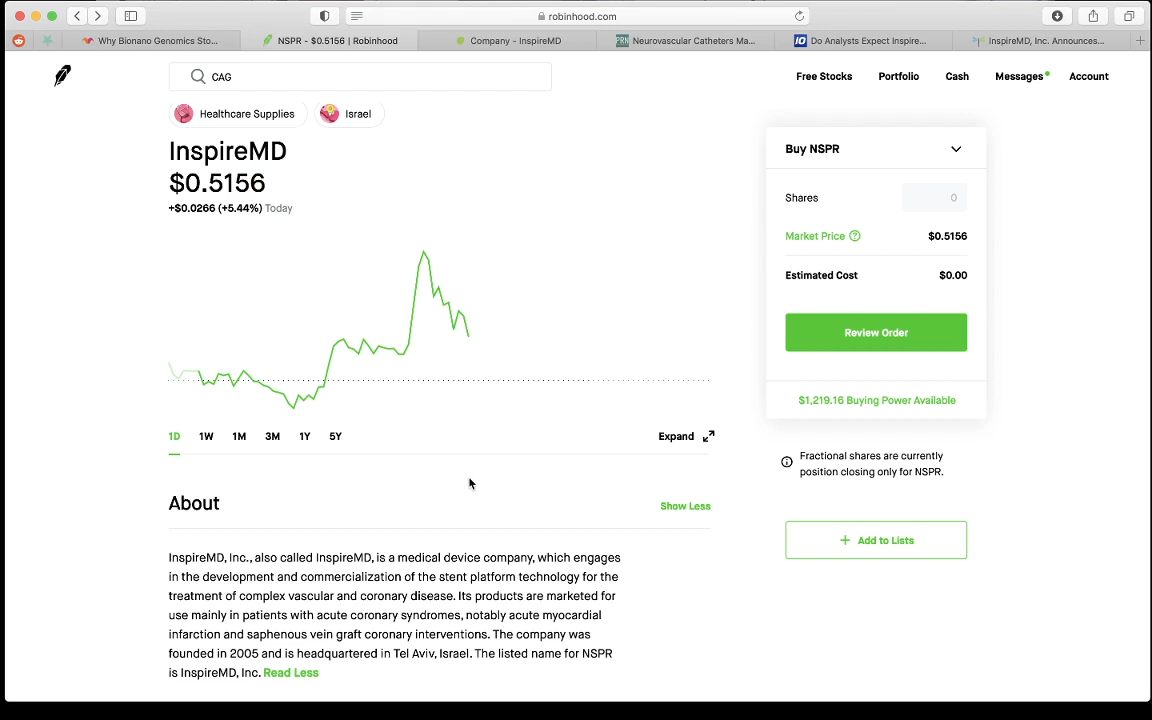 robinhood.com
Why Bionano Genomics Sto...
NSPR - $0.5156 | Robinhood
Company - InspireMD
PRN Neurovascular Catheters Ma...
IO Do Analysts Expect Inspire...
InspireMD, Inc. Announces...
CAG
Free Stocks
Portfolio
Cash
Messages
Account
Healthcare Supplies
Israel
InspireMD
$0.5156
+$0.0266 (+5.44%) Today
1D 1W 1M 3M 1Y 5Y
Expand
About
Show Less
InspireMD, Inc., also called InspireMD, is a medical device company, which engages
in the development and commercialization of the stent platform technology for the
treatment of complex vascular and coronary disease. Its products are marketed for
use mainly in patients with acute coronary syndromes, notably acute myocardial
infarction and saphenous vein graft coronary interventions. The company was
founded in 2005 and is headquartered in Tel Aviv, Israel. The listed name for NSPR
is InspireMD, Inc. Read Less
Buy NSPR
Shares 0
Market Price ? $0.5156
Estimated Cost $0.00
Review Order
$1,219.16 Buying Power Available
Fractional shares are currently
position closing only for NSPR.
+ Add to Lists